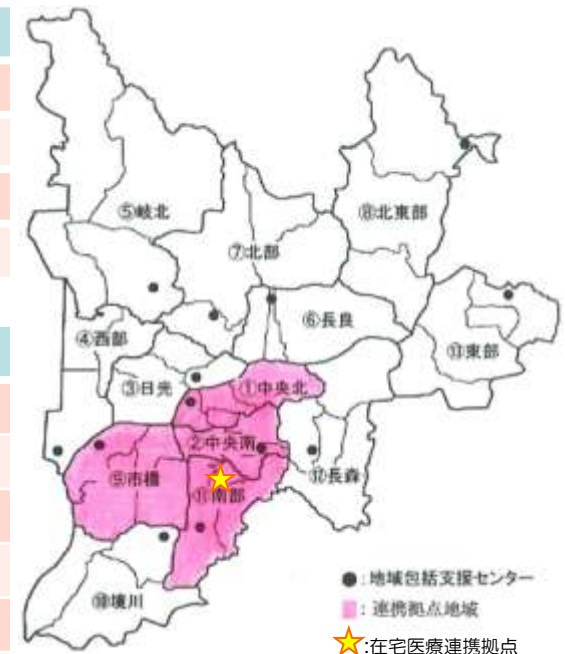 ⑤岐北
⑧北東部
⑦北部
⑥長良
④西部
⑬東部
③日光
①中央北
②中央南
⑫長森
⑨市橋
⑪南部
⑩境川
●:地域包括支援センター
:連携拠点地域
:在宅医療連携拠点